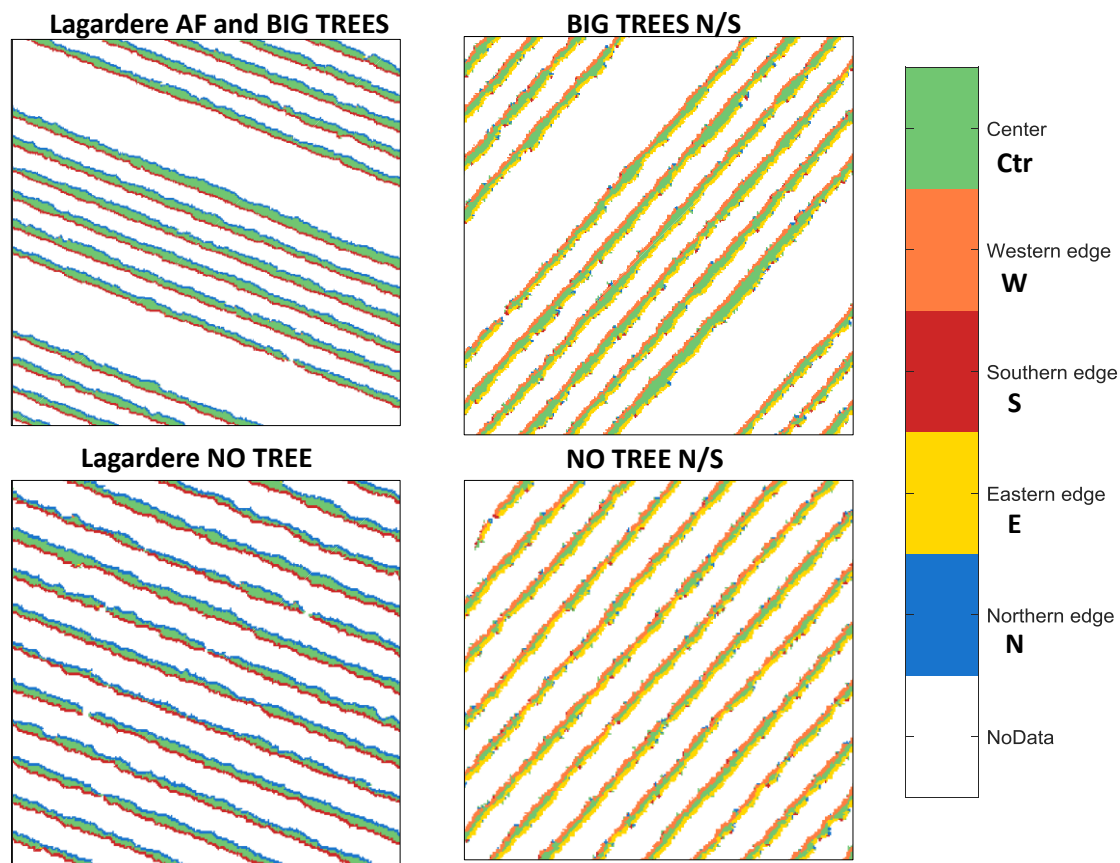 Lagardere AF and BIG TREES
BIG TREES N/S
Lagardere NO TREE
NO TREE N/S
Center
Ctr
Western edge
W
Southern edge
S
Eastern edge
E
Northern edge
N
NoData